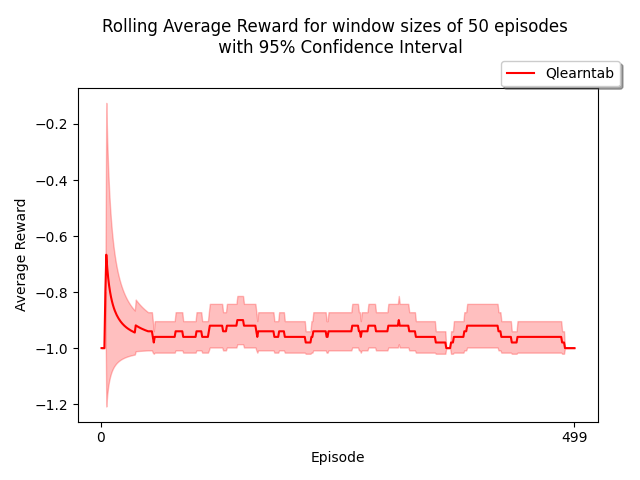 Rolling Average Reward for window sizes of 50 episodes
with 95% Confidence Interval
Qlearntab
−0.2
−0.4
−0.6
−0.8
−1.0
−1.2
Average Reward
0
499
Episode